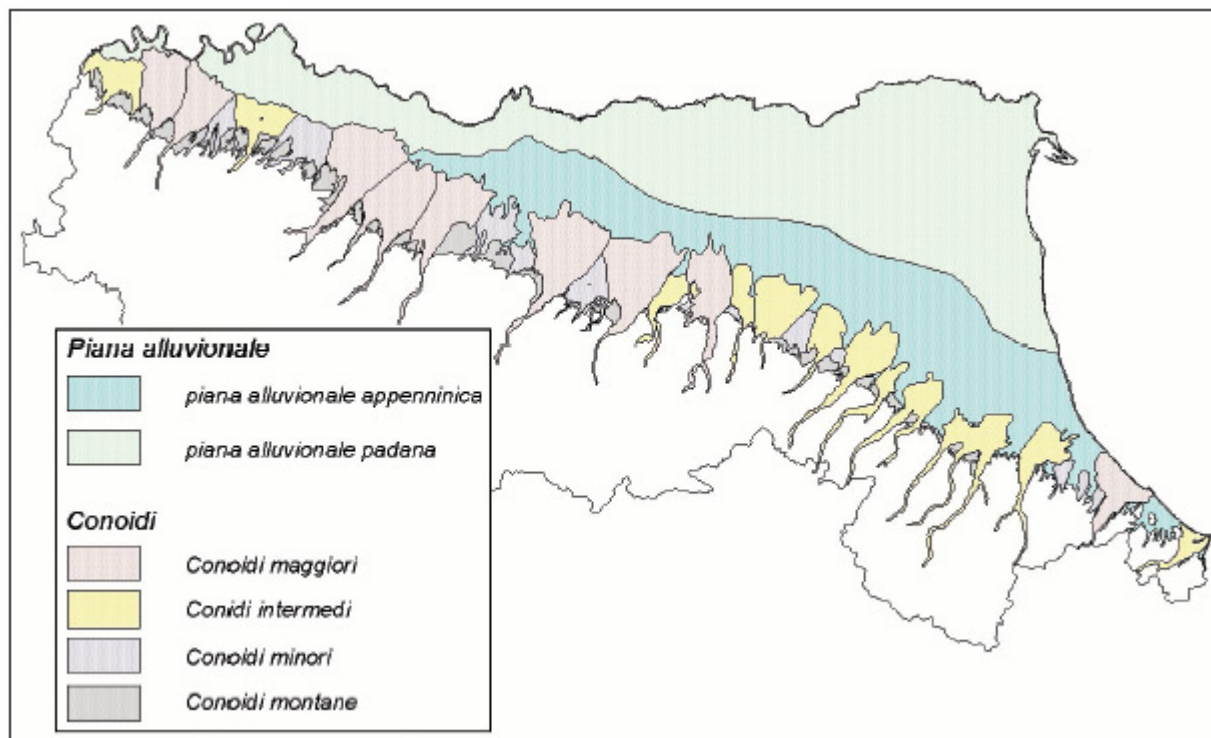 Piana alluvionale
piana alluvionale appenninica
piana alluvionale padana
Conoidi
Conoidi maggiori
Conidi intermedi
Conoidi minori
Conoidi montane